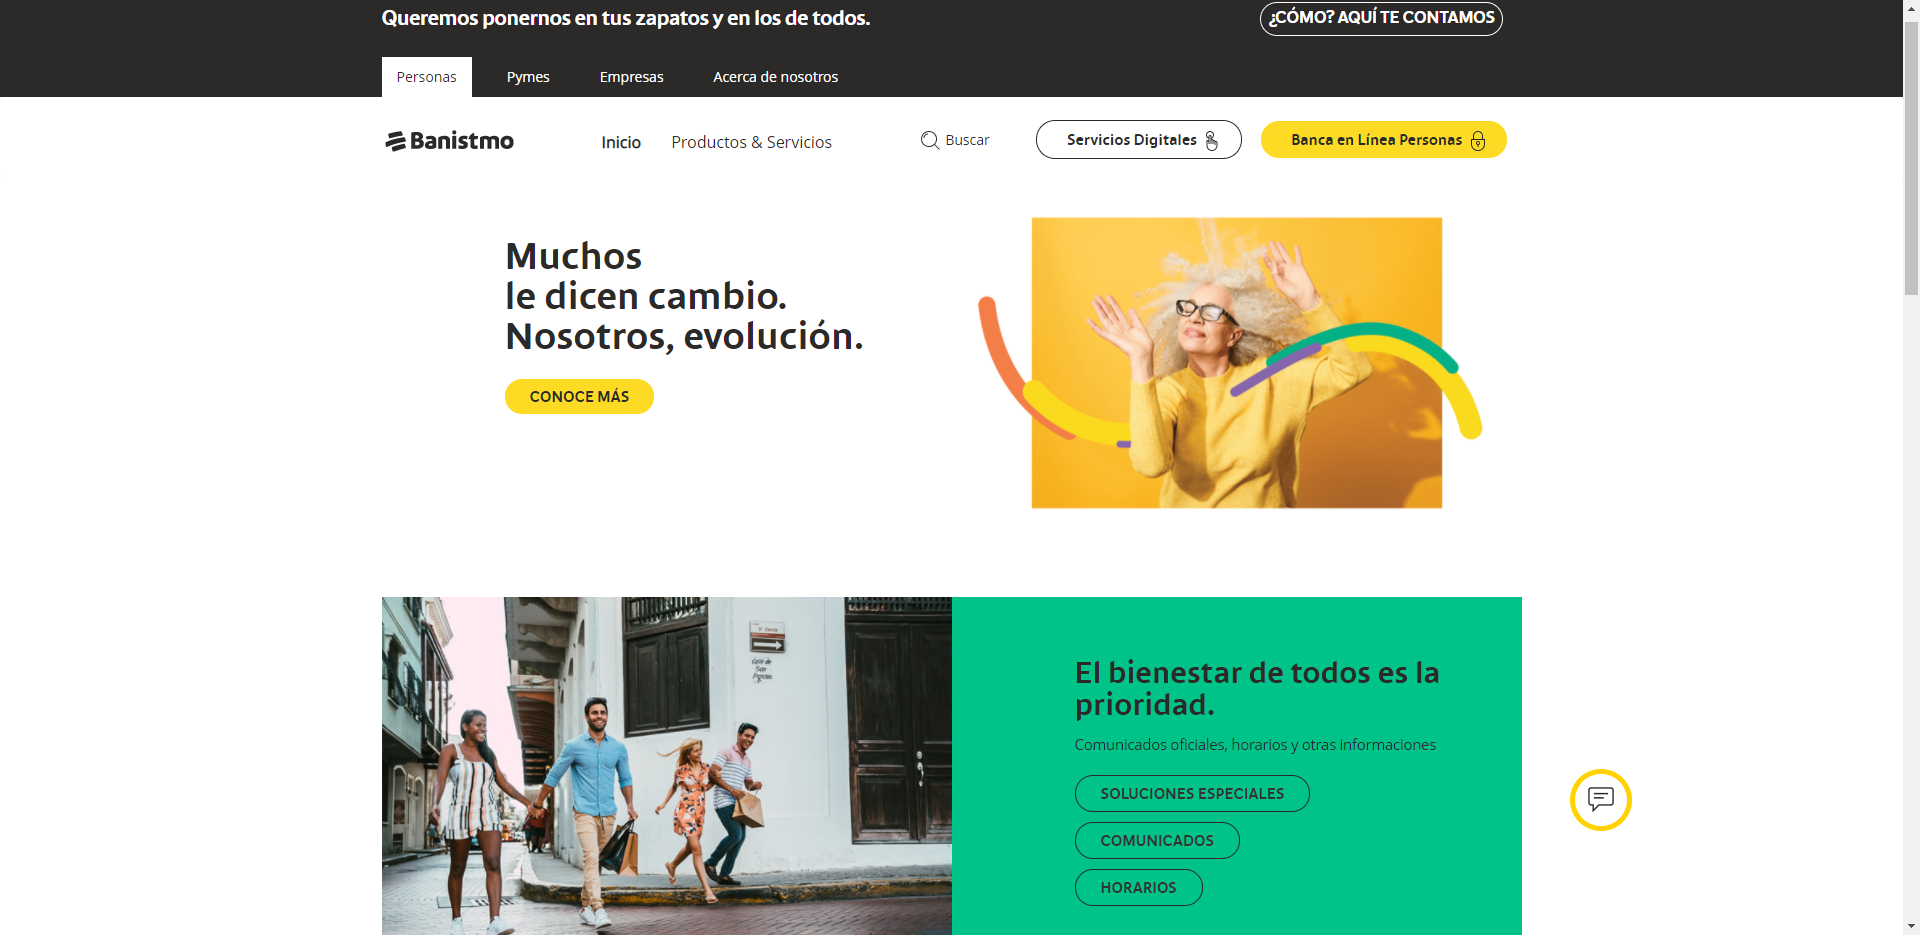 Queremos ponernos en tus zapatos y en los de todos.
¿CÓMO? AQUÍ TE CONTAMOS
Personas
Pymes
Empresas
Acerca de nosotros
Banistmo
Inicio
Productos & Servicios
Buscar
Servicios Digitales
Banca en Línea Personas
Muchos
le dicen cambio.
Nosotros, evolución.
CONOCE MÁS
El bienestar de todos es la
prioridad.
Comunicados oficiales, horarios y otras informaciones
SOLUCIONES ESPECIALES
COMUNICADOS
HORARIOS